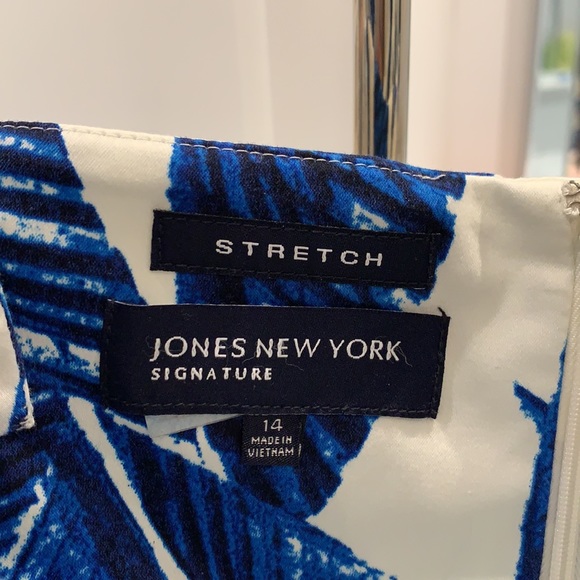 STRETCH
JONES NEW YORK
SIGNATURE
14
MADE IN
VIETNAM